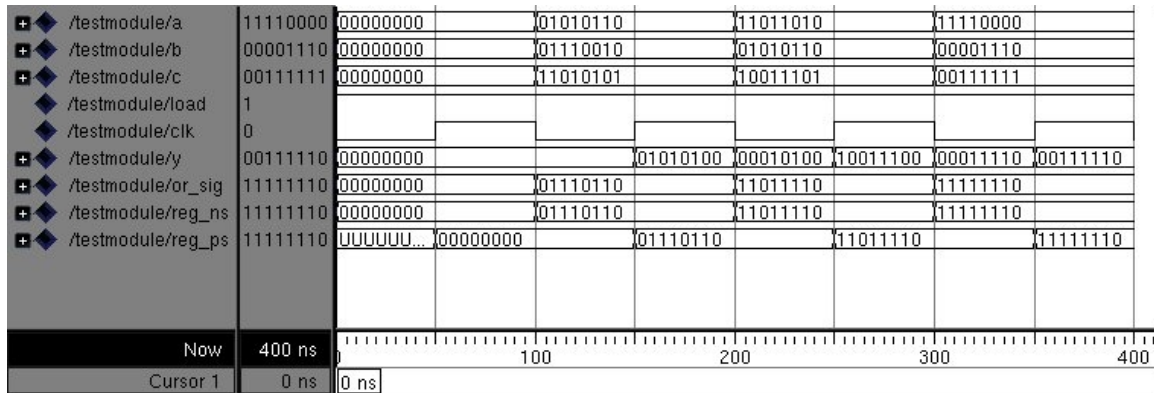 /testmodule/a 11110000 00000000 01010110 11011010 11110000
/testmodule/b 00001110 00000000 01110010 01010110 00001110
/testmodule/c 00111111 00000000 11010101 10011101 00111111
/testmodule/load 1
/testmodule/clk 0
/testmodule/y 00111110 00000000 01010100 00010100 10011100 00011110 00111110
/testmodule/or_sig 11111110 00000000 01110110 11011110 11111110
/testmodule/reg_ns 11111110 00000000 01110110 11011110 11111110
/testmodule/reg_ps 11111110 UUUUUU... 00000000 01110110 11011110 11111110
Now 400 ns 100 200 300 400
Cursor 1 0 ns 0 ns